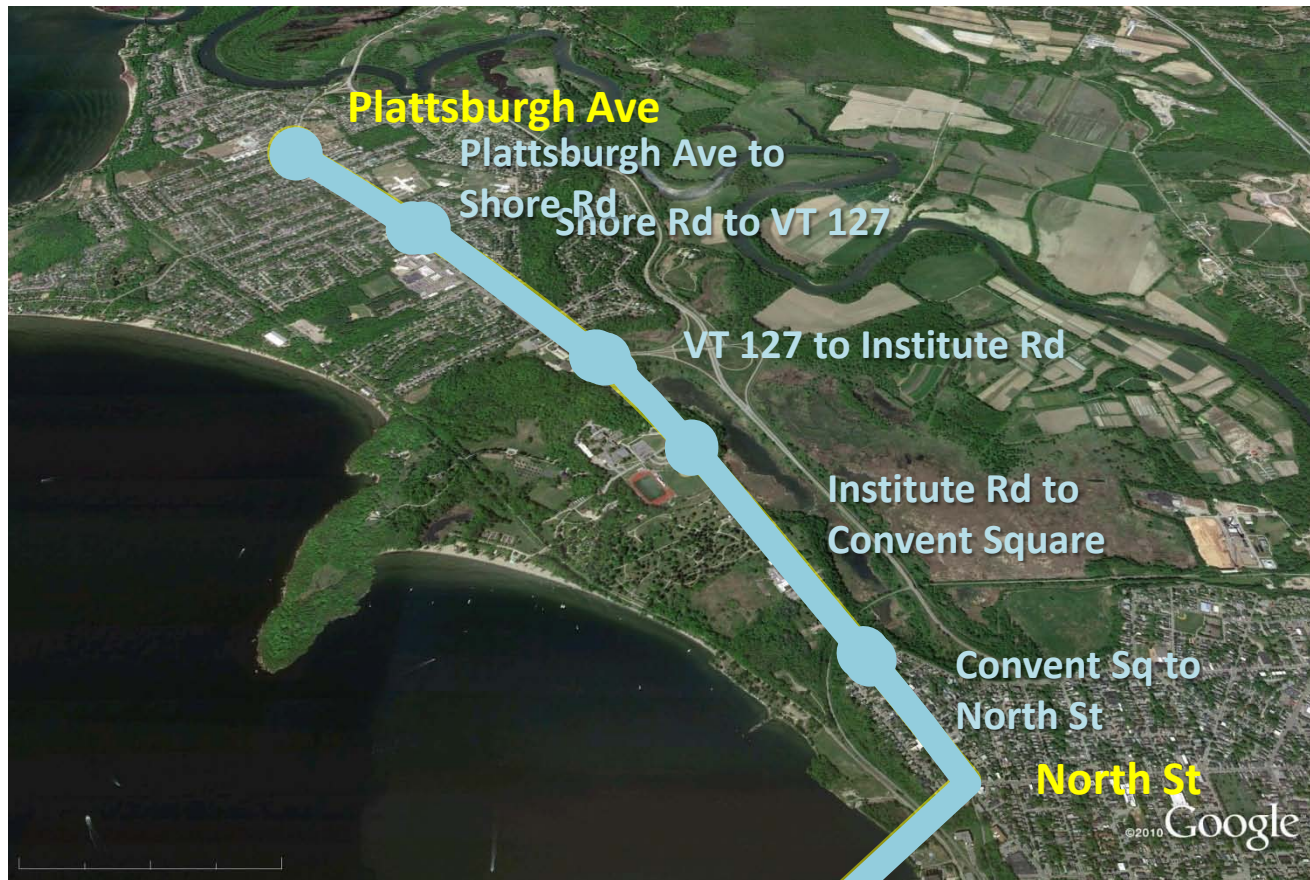 Plattsburgh Ave
Plattsburgh Ave to
Shore Rd
Shore Rd to VT 127
VT 127 to Institute Rd
Institute Rd to
Convent Square
Convent Sq to
North St
North St
©2010 Google